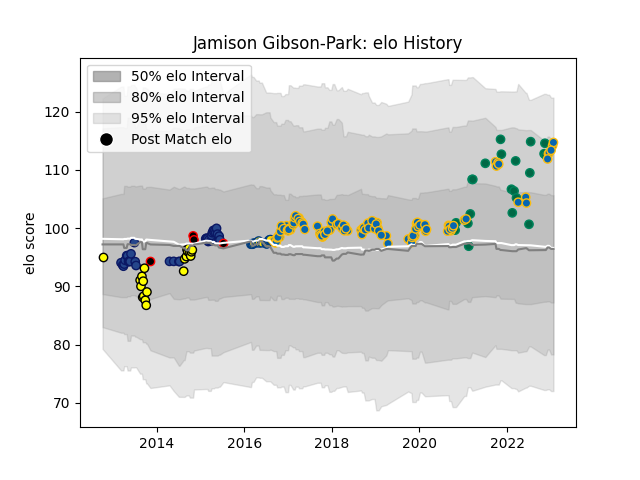 Jamison Gibson-Park: elo History
50% elo Interval
80% elo Interval
95% elo Interval
Post Match elo
elo score
120
110
100
90
80
70
2014
2016
2018
2020
2022